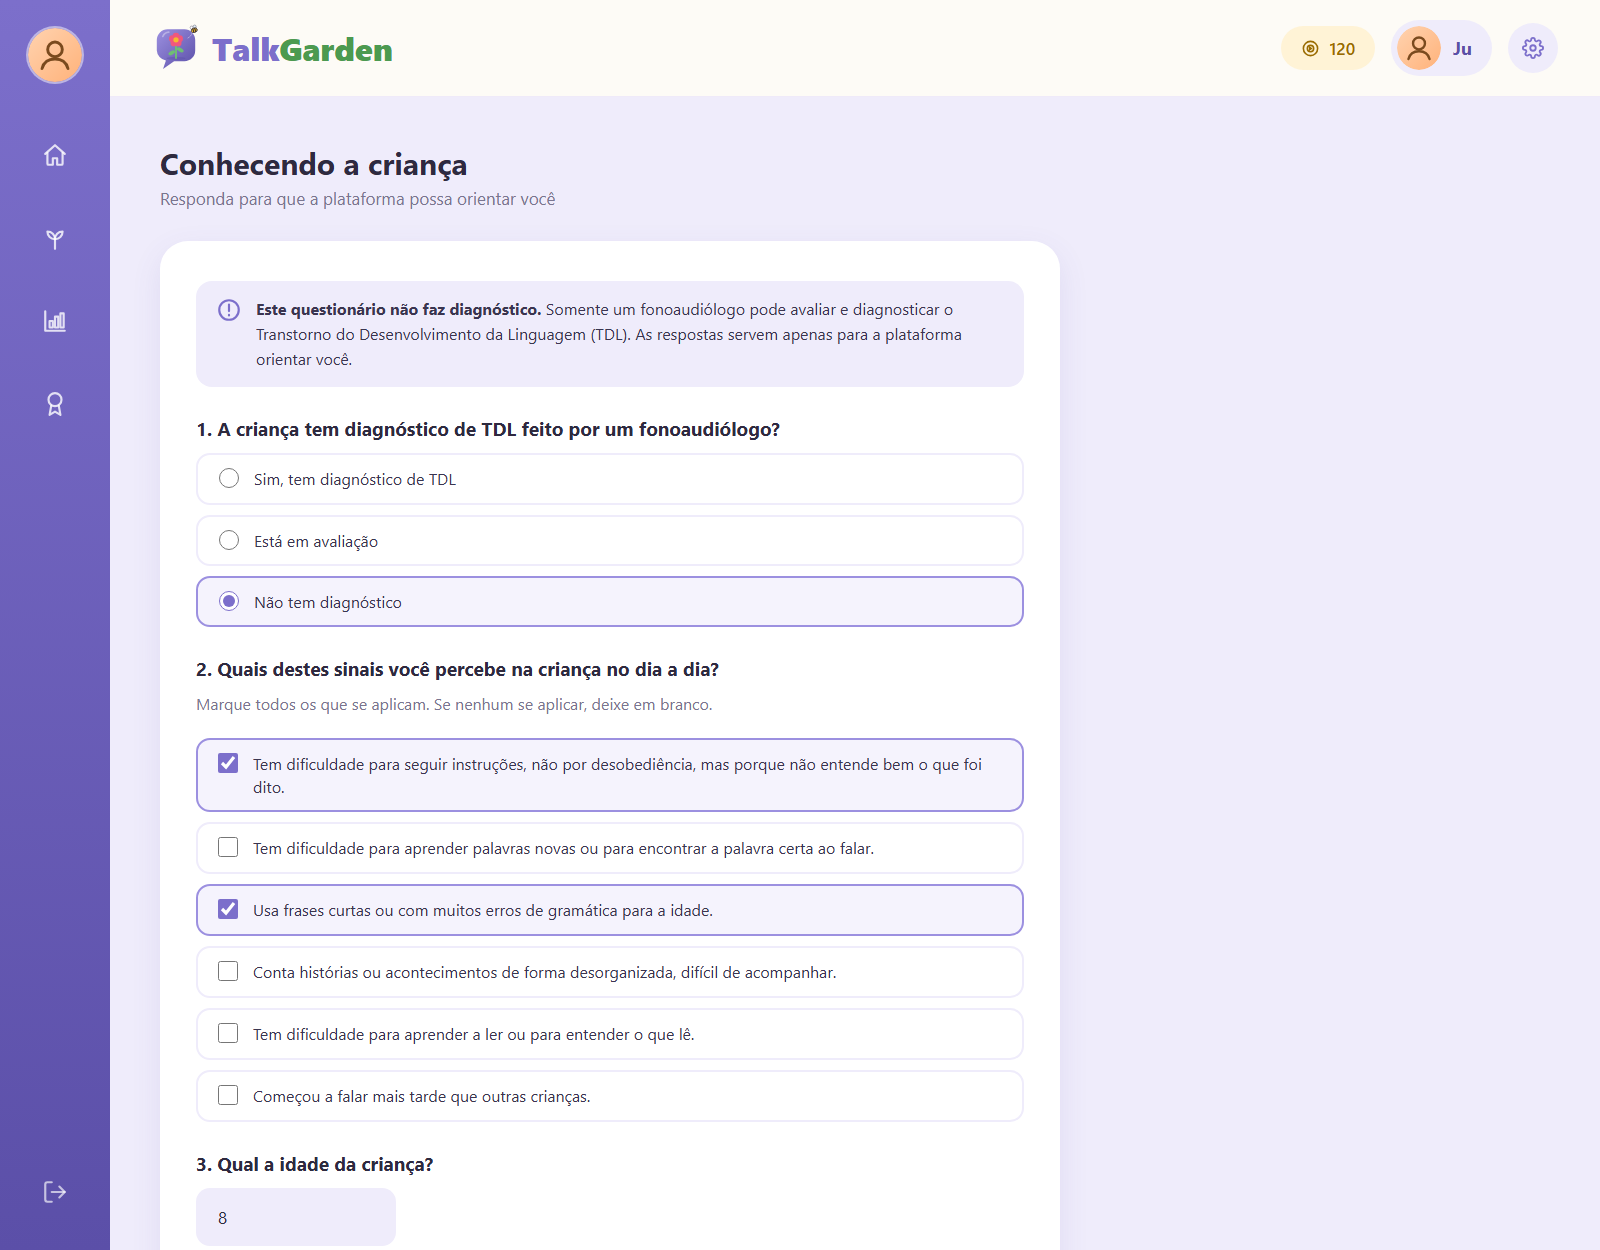 TalkGarden
120
Ju
Conhecendo a criança
Responda para que a plataforma possa orientar você
Este questionário não faz diagnóstico. Somente um fonoaudiólogo pode avaliar e diagnosticar o
Transtorno do Desenvolvimento da Linguagem (TDL). As respostas servem apenas para a plataforma
orientar você.
1. A criança tem diagnóstico de TDL feito por um fonoaudiólogo?
Sim, tem diagnóstico de TDL
Está em avaliação
Não tem diagnóstico
2. Quais destes sinais você percebe na criança no dia a dia?
Marque todos os que se aplicam. Se nenhum se aplicar, deixe em branco.
Tem dificuldade para seguir instruções, não por desobediência, mas porque não entende bem o que foi
dito.
Tem dificuldade para aprender palavras novas ou para encontrar a palavra certa ao falar.
Usa frases curtas ou com muitos erros de gramática para a idade.
Conta histórias ou acontecimentos de forma desorganizada, difícil de acompanhar.
Tem dificuldade para aprender a ler ou para entender o que lê.
Começou a falar mais tarde que outras crianças.
3. Qual a idade da criança?
8